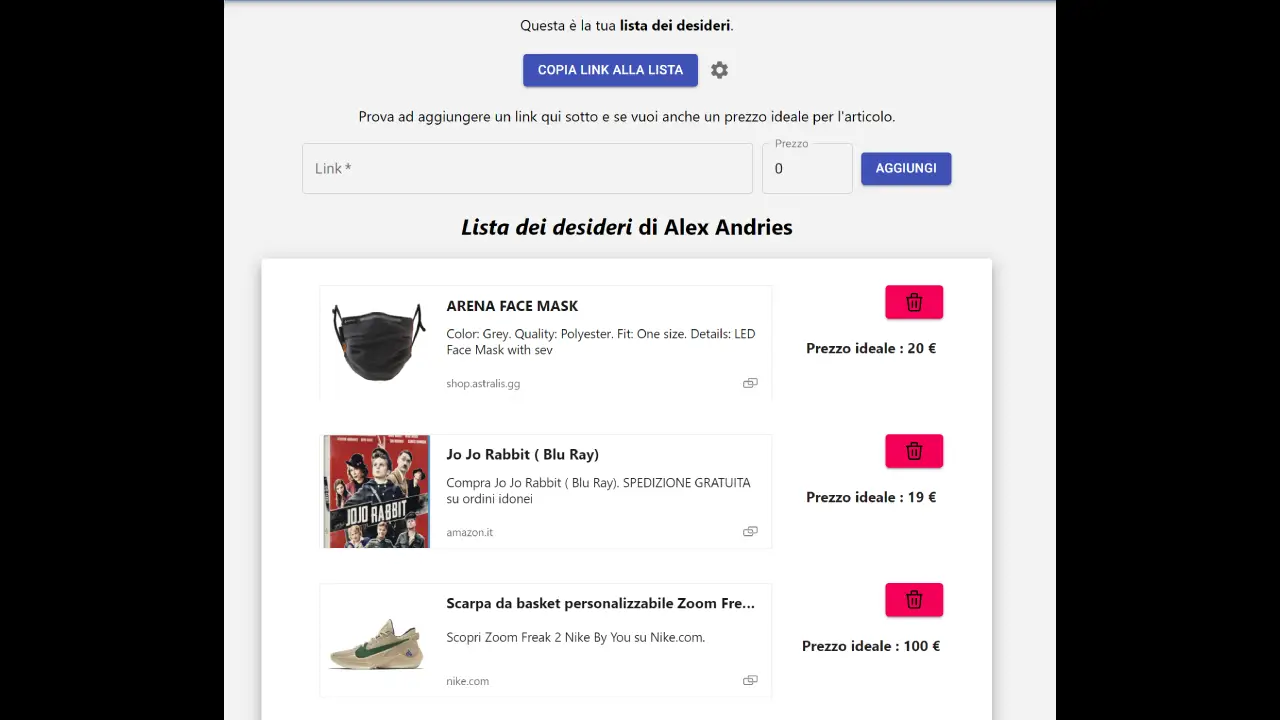 Questa è la tua lista dei desideri.
COPIA LINK ALLA LISTA
Prova ad aggiungere un link qui sotto e se vuoi anche un prezzo ideale per l'articolo.
Link *
Prezzo
0
AGGIUNGI
Lista dei desideri di Alex Andries
ARENA FACE MASK
Color: Grey. Quality: Polyester. Fit: One size. Details: LED
Face Mask with sev
shop.astralis.gg
Prezzo ideale : 20 €
JOJO RABBIT
Jo Jo Rabbit ( Blu Ray)
Compra Jo Jo Rabbit ( Blu Ray). SPEDIZIONE GRATUITA
su ordini idonei
amazon.it
Prezzo ideale : 19 €
Scarpa da basket personalizzabile Zoom Fre...
Scopri Zoom Freak 2 Nike By You su Nike.com.
nike.com
Prezzo ideale : 100 €